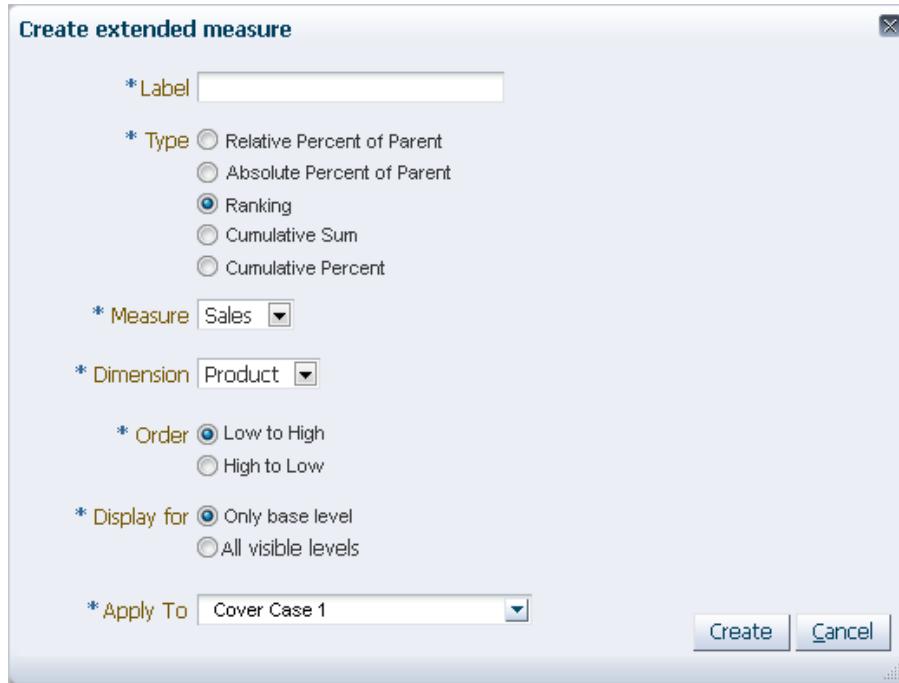 Create extended measure
*Label
* Type Relative Percent of Parent
Absolute Percent of Parent
Ranking
Cumulative Sum
Cumulative Percent
* Measure Sales
* Dimension Product
* Order Low to High
High to Low
* Display for Only base level
All visible levels
*Apply To Cover Case 1
Create Cancel